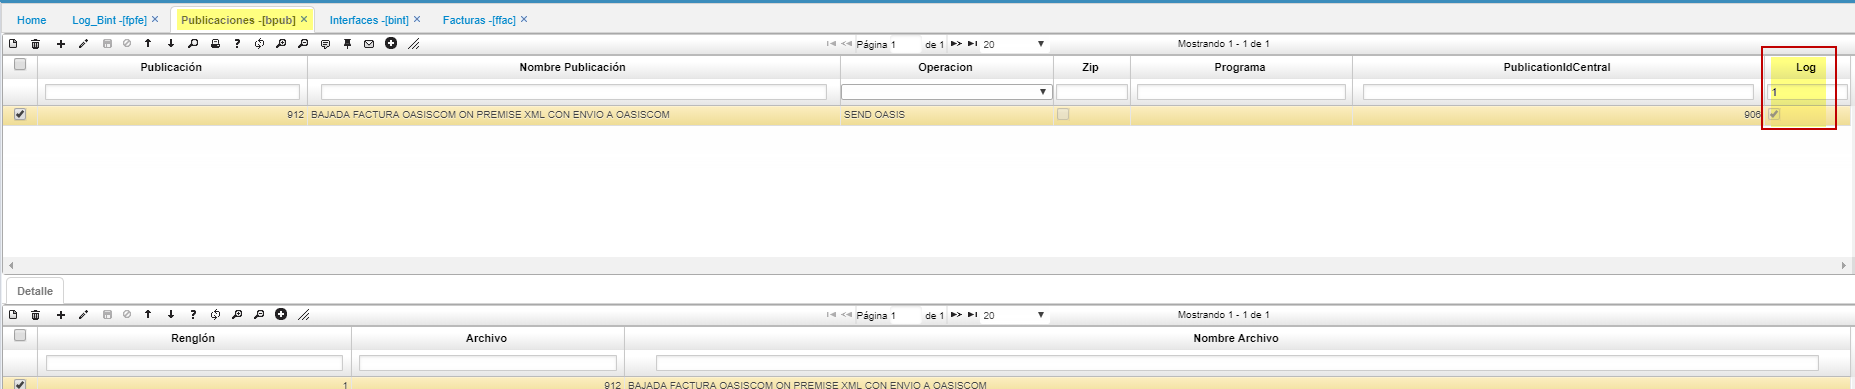 Home Log_Bint -[fpfe] × Publicaciones -[bpub] × Interfaces -[bint] × Facturas -[ffac] ×
? Página 1 de 1 20 Mostrando 1 - 1 de 1
Publicación Nombre Publicación Operacion Zip Programa PublicationIdCentral Log
1
912 BAJADA FACTURA OASISCOM ON PREMISE XML CON ENVIO A OASISCOM SEND OASIS 906
Detalle
? Página 1 de 1 20 Mostrando 1 - 1 de 1
Renglón Archivo Nombre Archivo
1 912 BAJADA FACTURA OASISCOM ON PREMISE XML CON ENVIO A OASISCOM